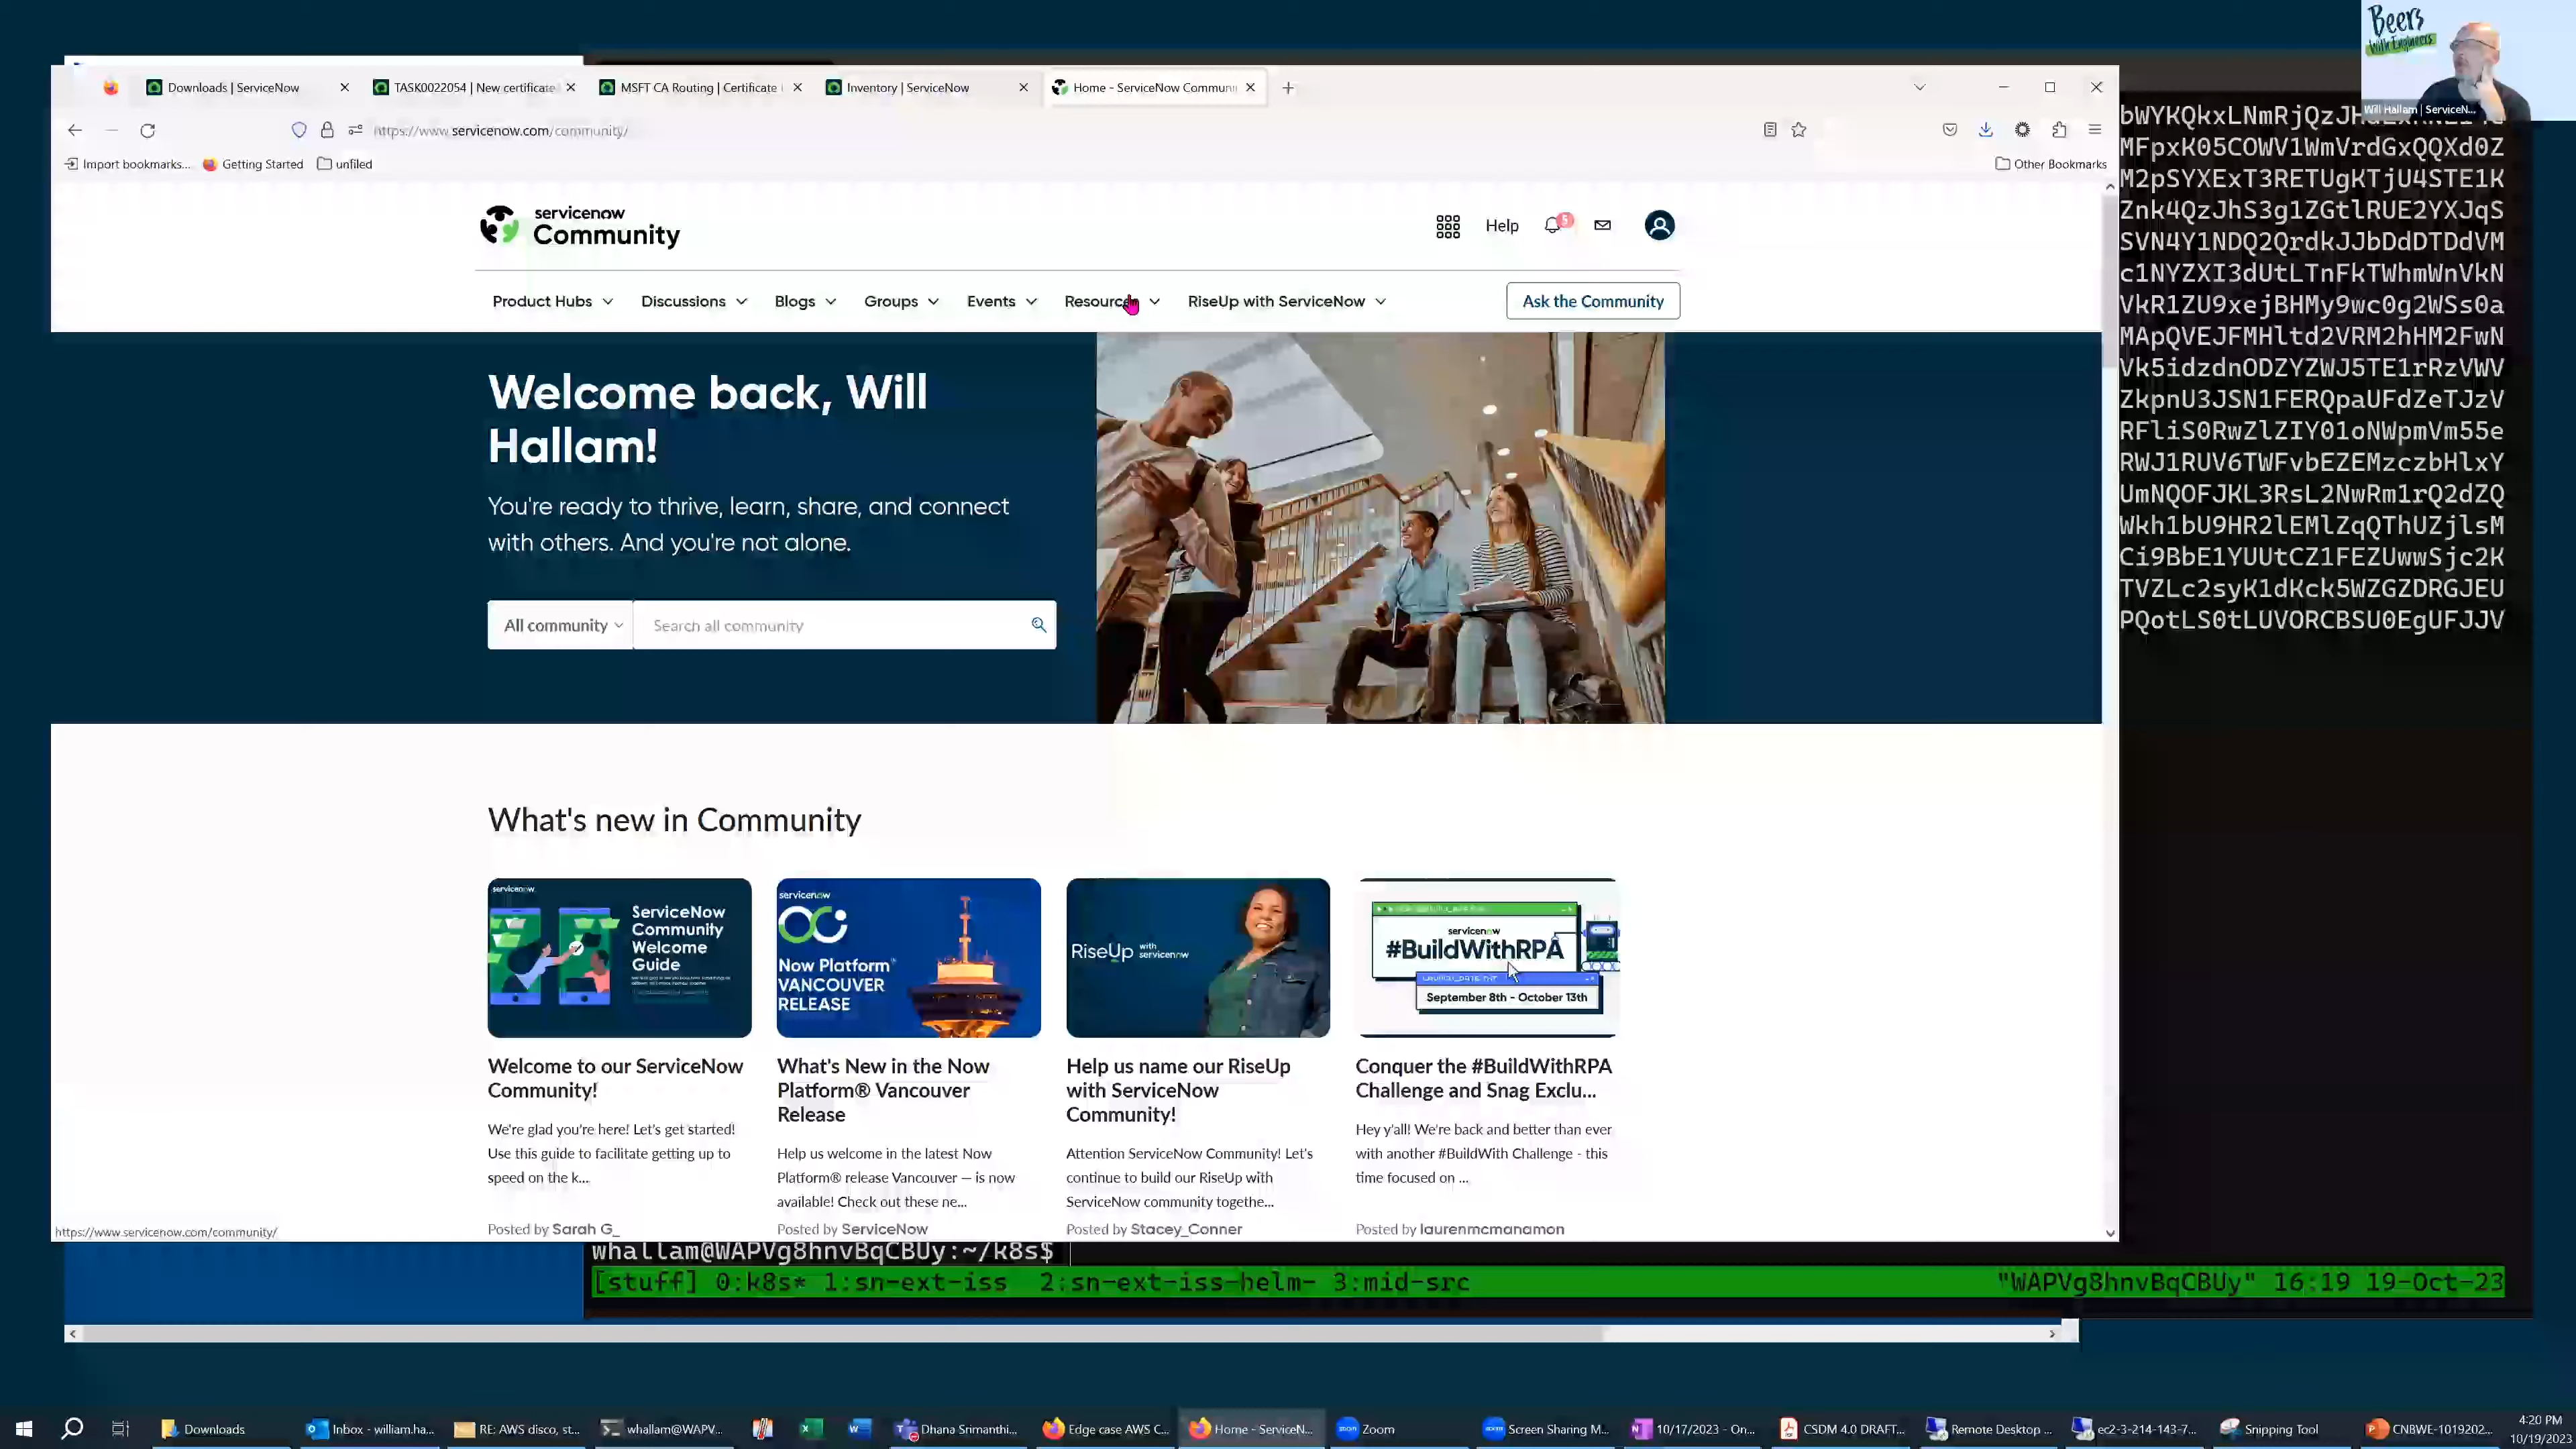 Beers
With Engineers
Will Hallam | ServiceN...
Downloads | ServiceNow
TASK0022054 | New certificate
MSFT CA Routing | Certificate
Inventory | ServiceNow
Home - ServiceNow Communi
https://www.servicenow.com/community/
Import bookmarks...
Getting Started
unfiled
Other Bookmarks
servicenow
Community
Help
5
Product Hubs
Discussions
Blogs
Groups
Events
RiseUp with ServiceNow
Ask the Community
Welcome back, Will
Hallam!
You're ready to thrive, learn, share, and connect
with others. And you're not alone.
All community
Search all community
MFpxK05COWV1WmVrdGxQQXd0Z
M2pSYXExT3RETUgKTjU4STE1K
Znk4QzJhS3g1ZGtlRUE2YXJqS
SVN4Y1NDQ2QrdkJJbDdDTDdVM
c1NYZXI3dUtLTnFkTWhmWnVkN
VkR1ZU9xejBHMy9wc0g2WSs0a
MApQVEJFMHltd2VRM2hHM2FwN
Vk5idzdnODZYZWJ5TE1rRzVWV
ZkpnU3JSN1FERQpaUFdZeTJzV
RFliS0RwZlZIY01oNWpmVm55e
RWJ1RUV6TWFvbEZEMzczbHlxY
UmNQOFJKL3RsL2NwRm1rQ2dZQ
Wkh1bU9HR2lEMlZqQThUZjlsM
Ci9BbE1YUUtCZ1FEZUwwSjc2K
TVZLc2syK1dKck5WZGZDRGJEU
PQotLS0tLUVORCBSU0EgUFJJV
What's new in Community
servicenow
ServiceNow
Community
Welcome
Guide
servicenow
Now Platform
VANCOUVER
RELEASE
RiseUp with servicenow
servicenow
#BuildWithRPA
September 8th - October 13th
Welcome to our ServiceNow
Community!
We're glad you're here! Let's get started!
Use this guide to facilitate getting up to
speed on the k...
Posted by Sarah G_
What's New in the Now
Platform® Vancouver
Release
Help us welcome in the latest Now
Platform® release Vancouver — is now
available! Check out these ne...
Posted by ServiceNow
Help us name our RiseUp
with ServiceNow
Community!
Attention ServiceNow Community! Let's
continue to build our RiseUp with
ServiceNow community togethe...
Posted by Stacey_Conner
Conquer the #BuildWithRPA
Challenge and Snag Exclu...
Hey y'all! We're back and better than ever
with another #BuildWith Challenge - this
time focused on ...
Posted by laurenmcmanamon
https://www.servicenow.com/community/
whallam@WAPVg8hnvBqCBUy:~/k8s$
[stuff] 0:k8s* 1:sn-ext-iss 2:sn-ext-iss-helm- 3:mid-src
"WAPVg8hnvBqCBUy" 16:19 19-Oct-23
Downloads
Inbox - william.ha...
RE: AWS disco, st...
whallam@WAPV...
Dhana Srimanthi...
Edge case AWS C...
Home - ServiceN...
Zoom
Screen Sharing M...
10/17/2023 - On...
CSDM 4.0 DRAFT...
Remote Desktop ...
ec2-3-214-143-7...
Snipping Tool
CNBWE-1019202...
4:20 PM
10/19/2023